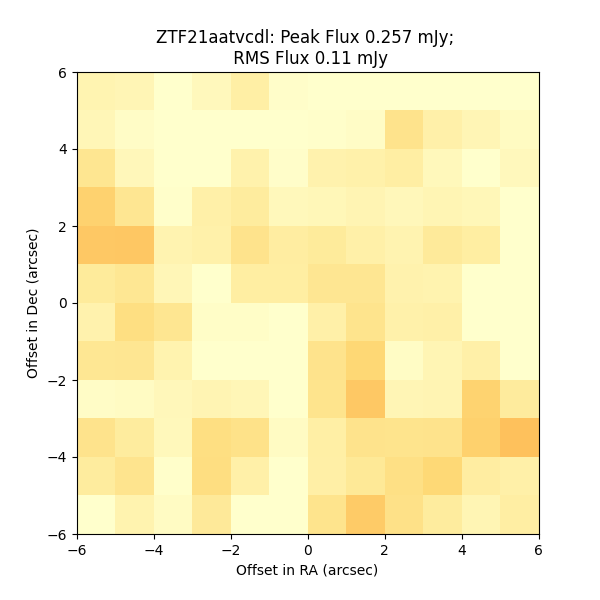 ZTF21aatvcdl: Peak Flux 0.257 mJy;
RMS Flux 0.11 mJy
6
4
2
0
−2
−4
−6
Offset in Dec (arcsec)
−6 −4 −2 0 2 4 6
Offset in RA (arcsec)